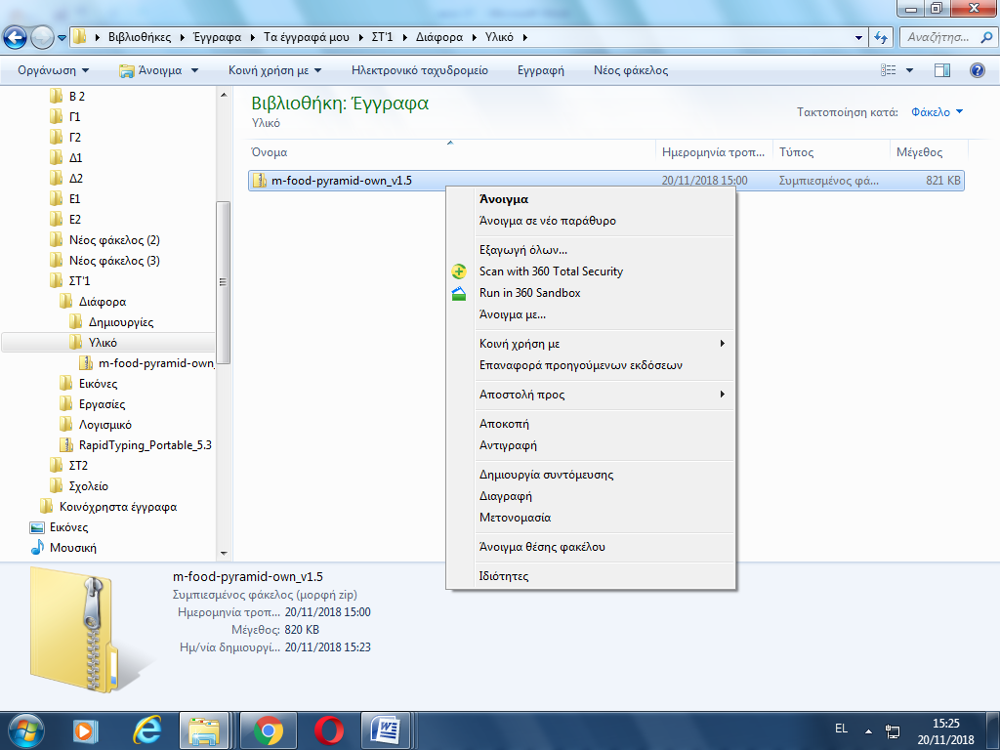 Βιβλιοθήκες Έγγραφα Τα έγγραφά μου ΣΤ'1 Διάφορα Υλικό
Αναζήτησ...
Οργάνωση Άνοιγμα Κοινή χρήση με Ηλεκτρονικό ταχυδρομείο Εγγραφή Νέος φάκελος
B 2
Γ1
Γ2
Δ1
Δ2
E1
E2
Νέος φάκελος (2)
Νέος φάκελος (3)
ΣΤ'1
Διάφορα
Δημιουργίες
Υλικό
m-food-pyramid-own_
Εικόνες
Εργασίες
Λογισμικό
RapidTyping_Portable_5.3
ΣΤ2
Σχολείο
Κοινόχρηστα έγγραφα
Εικόνες
Μουσική
Βιβλιοθήκη: Έγγραφα
Υλικό
Τακτοποίηση κατά: Φάκελο
Όνομα Ημερομηνία τροπ... Τύπος Μέγεθος
m-food-pyramid-own_v1.5 20/11/2018 15:00 Συμπιεσμένος φά... 821 KB
Άνοιγμα
Άνοιγμα σε νέο παράθυρο
Εξαγωγή όλων...
Scan with 360 Total Security
Run in 360 Sandbox
Άνοιγμα με...
Κοινή χρήση με
Επαναφορά προηγούμενων εκδόσεων
Αποστολή προς
Αποκοπή
Αντιγραφή
Δημιουργία συντόμευσης
Διαγραφή
Μετονομασία
Άνοιγμα θέσης φακέλου
Ιδιότητες
m-food-pyramid-own_v1.5
Συμπιεσμένος φάκελος (μορφή zip)
Ημερομηνία τροπ... 20/11/2018 15:00
Μέγεθος: 820 KB
Ημ/νία δημιουργί... 20/11/2018 15:23
EL
15:25
20/11/2018